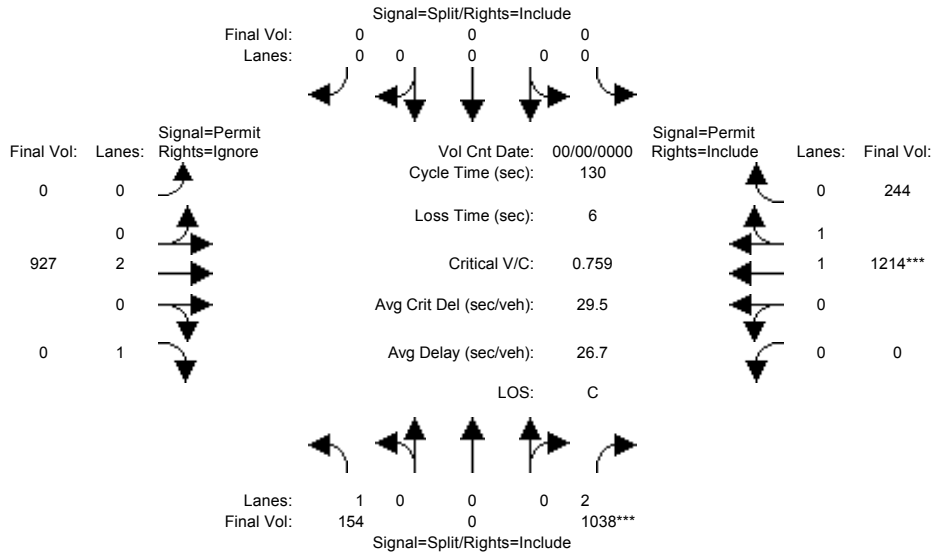 Signal=Split/Rights=Include
Final Vol: 0 0 0
Lanes: 0 0 0 0 0
Signal=Permit Signal=Permit
Final Vol: Lanes: Rights=Ignore Vol Cnt Date: 00/00/0000 Rights=Include Lanes: Final Vol:
Cycle Time (sec): 130
0 0 0 244
Loss Time (sec): 6
0 1
927 2 Critical V/C: 0.759 1 1214***
0 Avg Crit Del (sec/veh): 29.5 0
0 1 Avg Delay (sec/veh): 26.7 0 0
LOS: C
Lanes: 1 0 0 0 2
Final Vol: 154 0 1038***
Signal=Split/Rights=Include